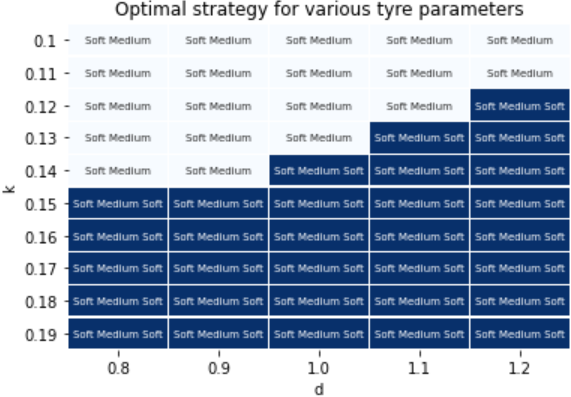 Optimal strategy for various tyre parameters
0.1 Soft Medium Soft Medium Soft Medium Soft Medium Soft Medium
0.11 Soft Medium Soft Medium Soft Medium Soft Medium Soft Medium
0.12 Soft Medium Soft Medium Soft Medium Soft Medium Soft Medium Soft
0.13 Soft Medium Soft Medium Soft Medium Soft Medium Soft Soft Medium Soft
0.14 Soft Medium Soft Medium Soft Medium Soft Soft Medium Soft Soft Medium Soft
k
0.15 Soft Medium Soft Soft Medium Soft Soft Medium Soft Soft Medium Soft Soft Medium Soft
0.16 Soft Medium Soft Soft Medium Soft Soft Medium Soft Soft Medium Soft Soft Medium Soft
0.17 Soft Medium Soft Soft Medium Soft Soft Medium Soft Soft Medium Soft Soft Medium Soft
0.18 Soft Medium Soft Soft Medium Soft Soft Medium Soft Soft Medium Soft Soft Medium Soft
0.19 Soft Medium Soft Soft Medium Soft Soft Medium Soft Soft Medium Soft Soft Medium Soft
0.8 0.9 1.0 1.1 1.2
d